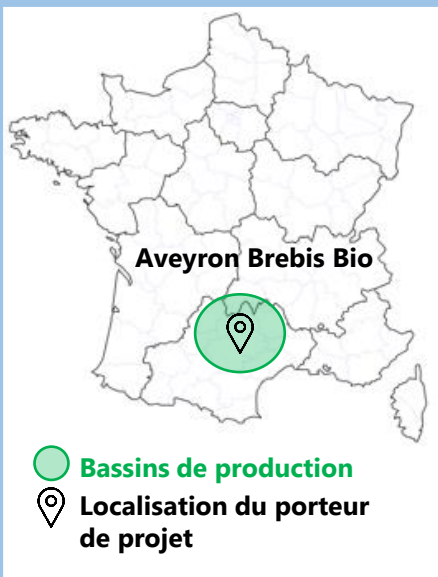 Aveyron Brebis Bio
Bassins de production
Localisation du porteur
de projet